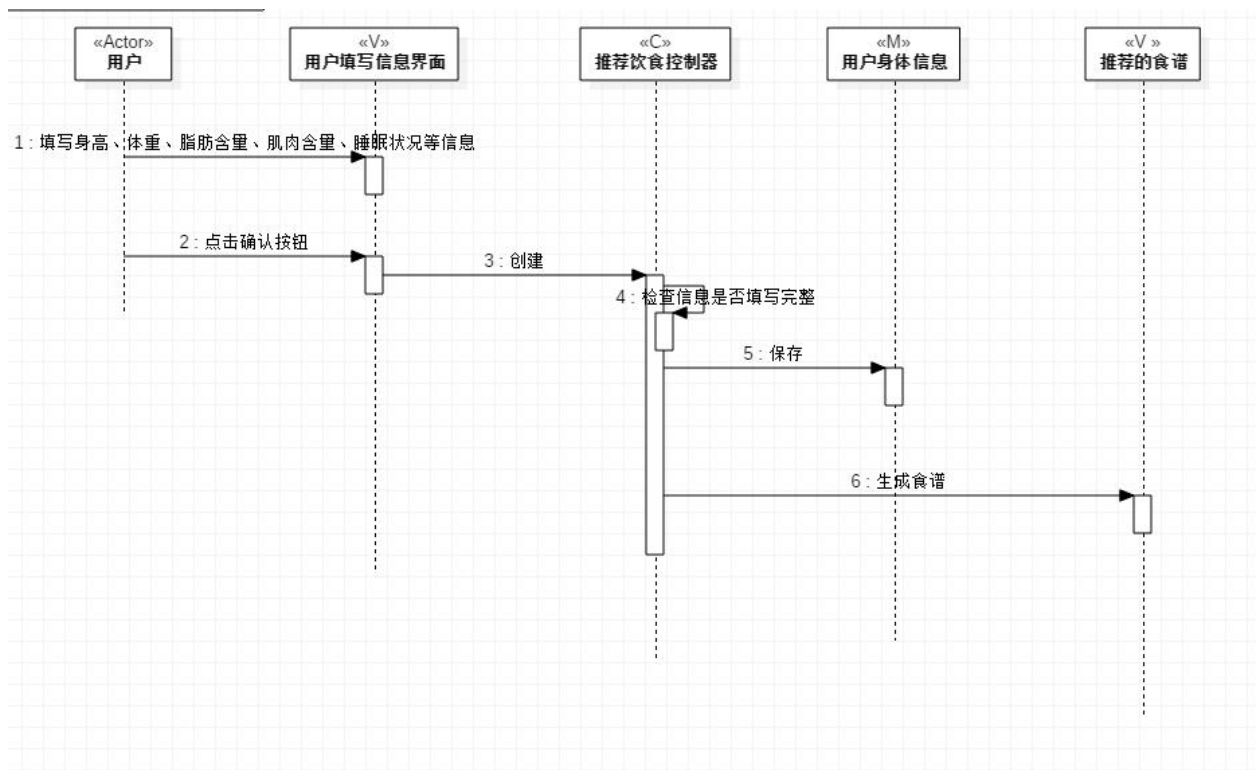 «Actor»
用户
«V»
用户填写信息界面
«C»
推荐饮食控制器
«M»
用户身体信息
«V »
推荐的食谱
1 : 填写身高、体重、脂肪含量、肌肉含量、睡眠状况等信息
2 : 点击确认按钮
3 : 创建
4 : 检查信息是否填写完整
5 : 保存
6 : 生成食谱